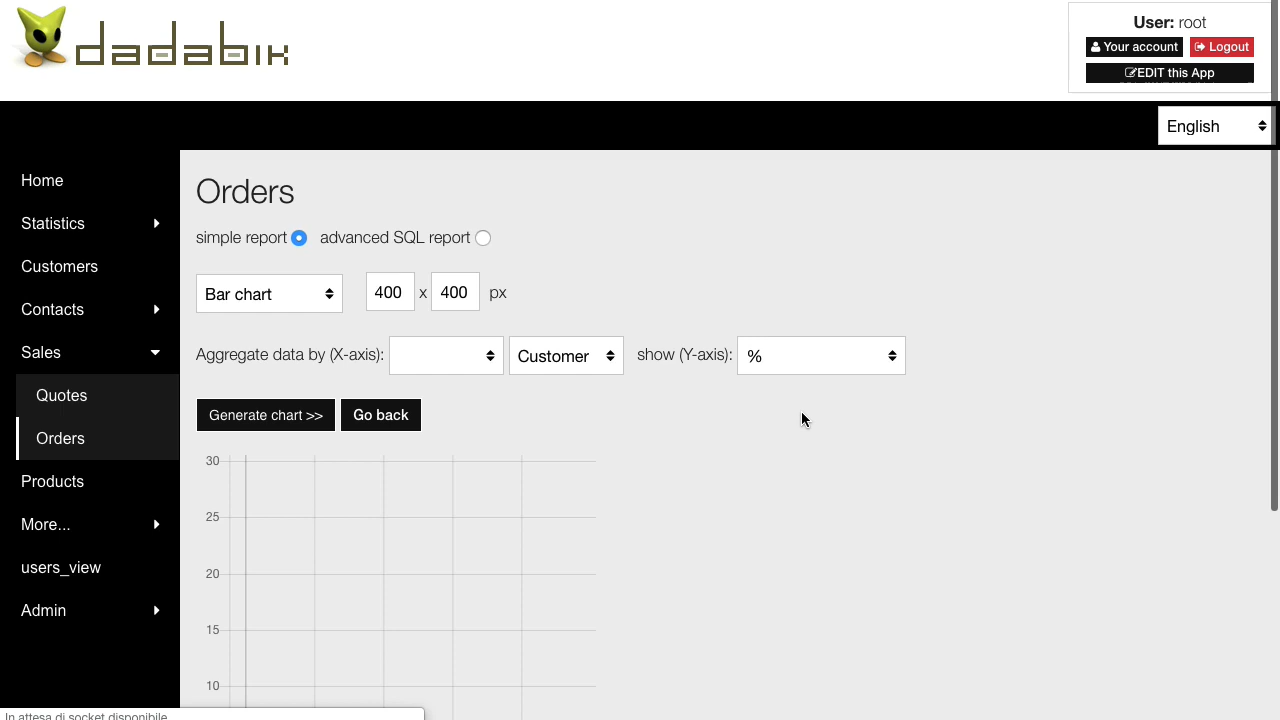 dadabik
User: root
Your account
Logout
EDIT this App
English
Home
Statistics
Customers
Contacts
Sales
Quotes
Orders
Products
More...
users_view
Admin
Orders
simple report
advanced SQL report
Bar chart
400 x 400 px
Aggregate data by (X-axis):
Customer
show (Y-axis):
%
Generate chart >>
Go back
30
25
20
15
10
In attesa di socket disponibile